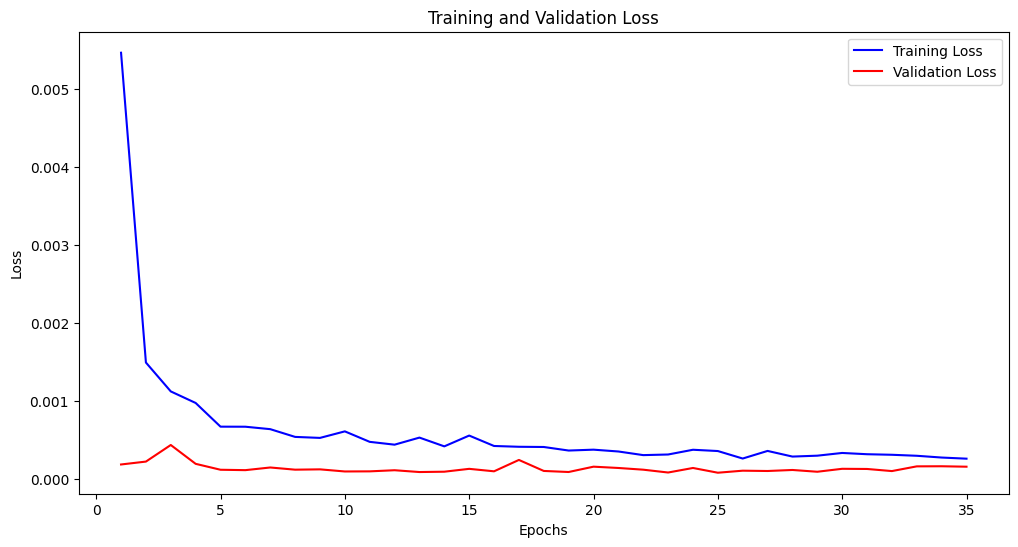 Training and Validation Loss
Training Loss
Validation Loss
Loss
0.005
0.004
0.003
0.002
0.001
0.000
0 5 10 15 20 25 30 35
Epochs